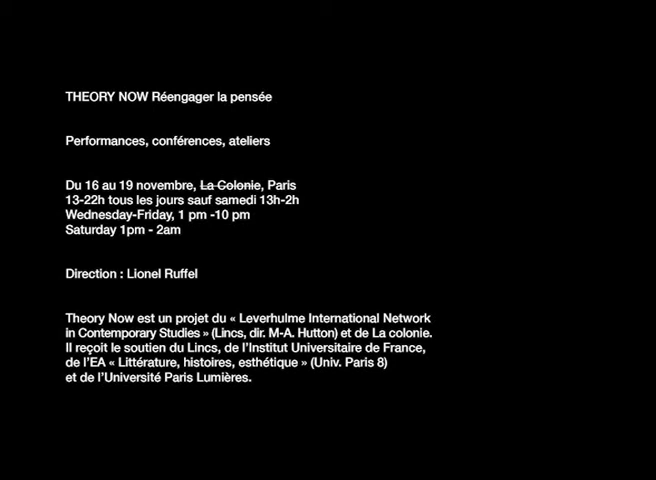 THEORY NOW Réengager la pensée
Performances, conférences, ateliers
Du 16 au 19 novembre, La Colonie, Paris
13-22h tous les jours sauf samedi 13h-2h
Wednesday-Friday, 1 pm -10 pm
Saturday 1pm - 2am
Direction : Lionel Ruffel
Theory Now est un projet du « Leverhulme International Network
in Contemporary Studies » (Lincs, dir. M-A. Hutton) et de La colonie.
Il reçoit le soutien du Lincs, de l'Institut Universitaire de France,
de l'EA « Littérature, histoires, esthétique » (Univ. Paris 8)
et de l'Université Paris Lumières.